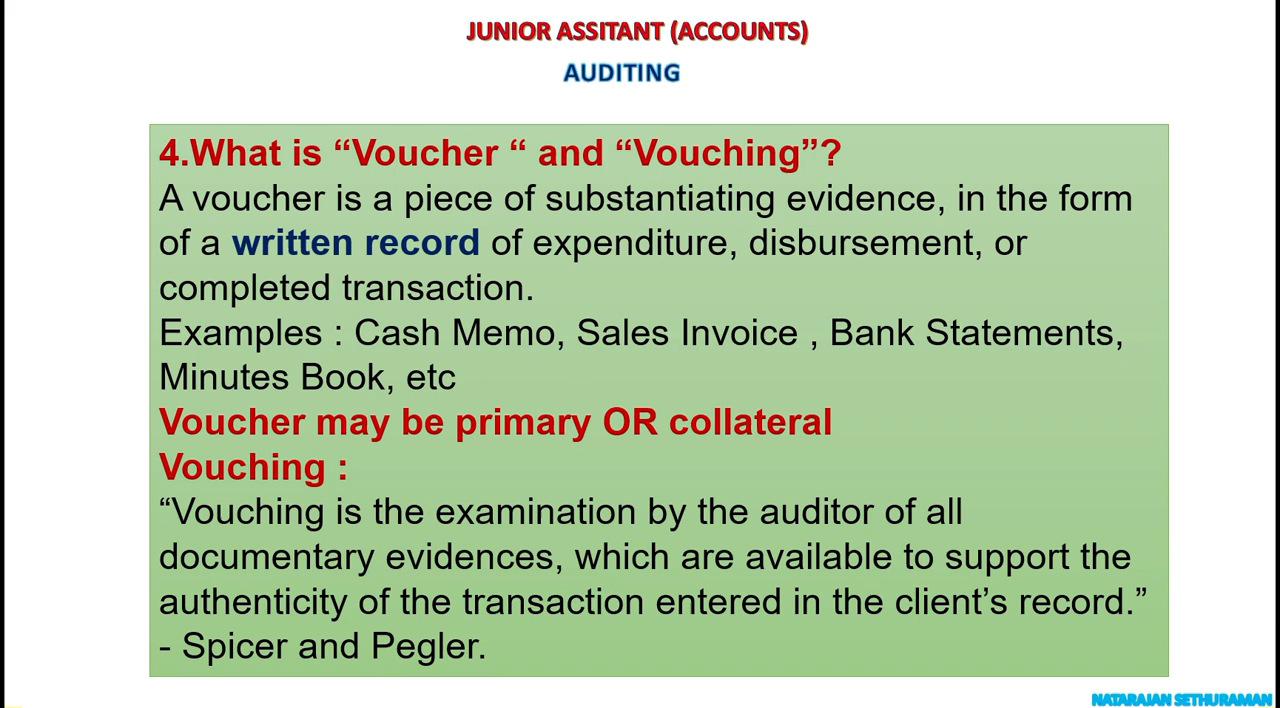 JUNIOR ASSITANT (ACCOUNTS)
AUDITING
4.What is “Voucher “ and “Vouching”?
A voucher is a piece of substantiating evidence, in the form
of a written record of expenditure, disbursement, or
completed transaction.
Examples : Cash Memo, Sales Invoice , Bank Statements,
Minutes Book, etc
Voucher may be primary OR collateral
Vouching :
“Vouching is the examination by the auditor of all
documentary evidences, which are available to support the
authenticity of the transaction entered in the client’s record.”
- Spicer and Pegler.
NATARAJAN SETHURAMAN